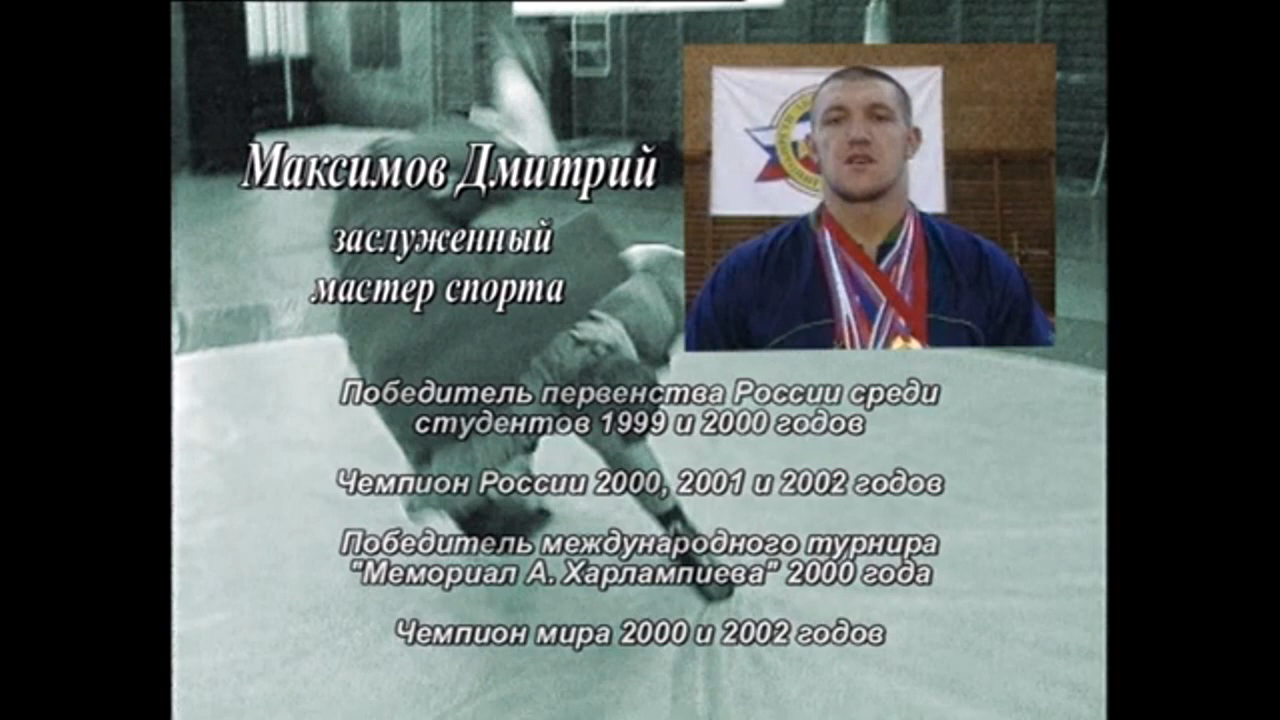 Максимов Дмитрий
заслуженный
мастер спорта
Победитель первенства России среди
студентов 1999 и 2000 годов
Чемпион России 2000, 2001 и 2002 годов
Победитель международного турнира
"Мемориал А. Харлампиева" 2000 года
Чемпион мира 2000 и 2002 годов